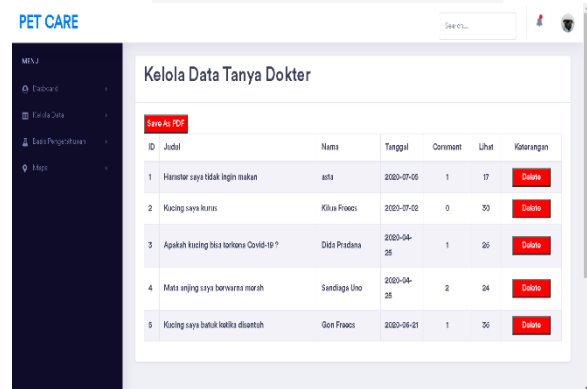 PET CARE
Search...
MENU
Dasboard
Kelola Data
Basis Pengetahuan
Maps
Kelola Data Tanya Dokter
Save As PDF
ID Judul Nama Tanggal Comment Lihat Keterangan
1 Hamster saya tidak ingin makan asta 2020-07-05 1 17 Delete
2 Kucing saya kurus Kilua Freecs 2020-07-02 0 30 Delete
3 Apakah kucing bisa terkena Covid-19 ? Dida Pradana 2020-04-25 1 26 Delete
4 Mata anjing saya berwarna merah Sandiaga Uno 2020-04-25 2 24 Delete
5 Kucing saya batuk ketika disentuh Gon Freecs 2020-06-21 1 36 Delete